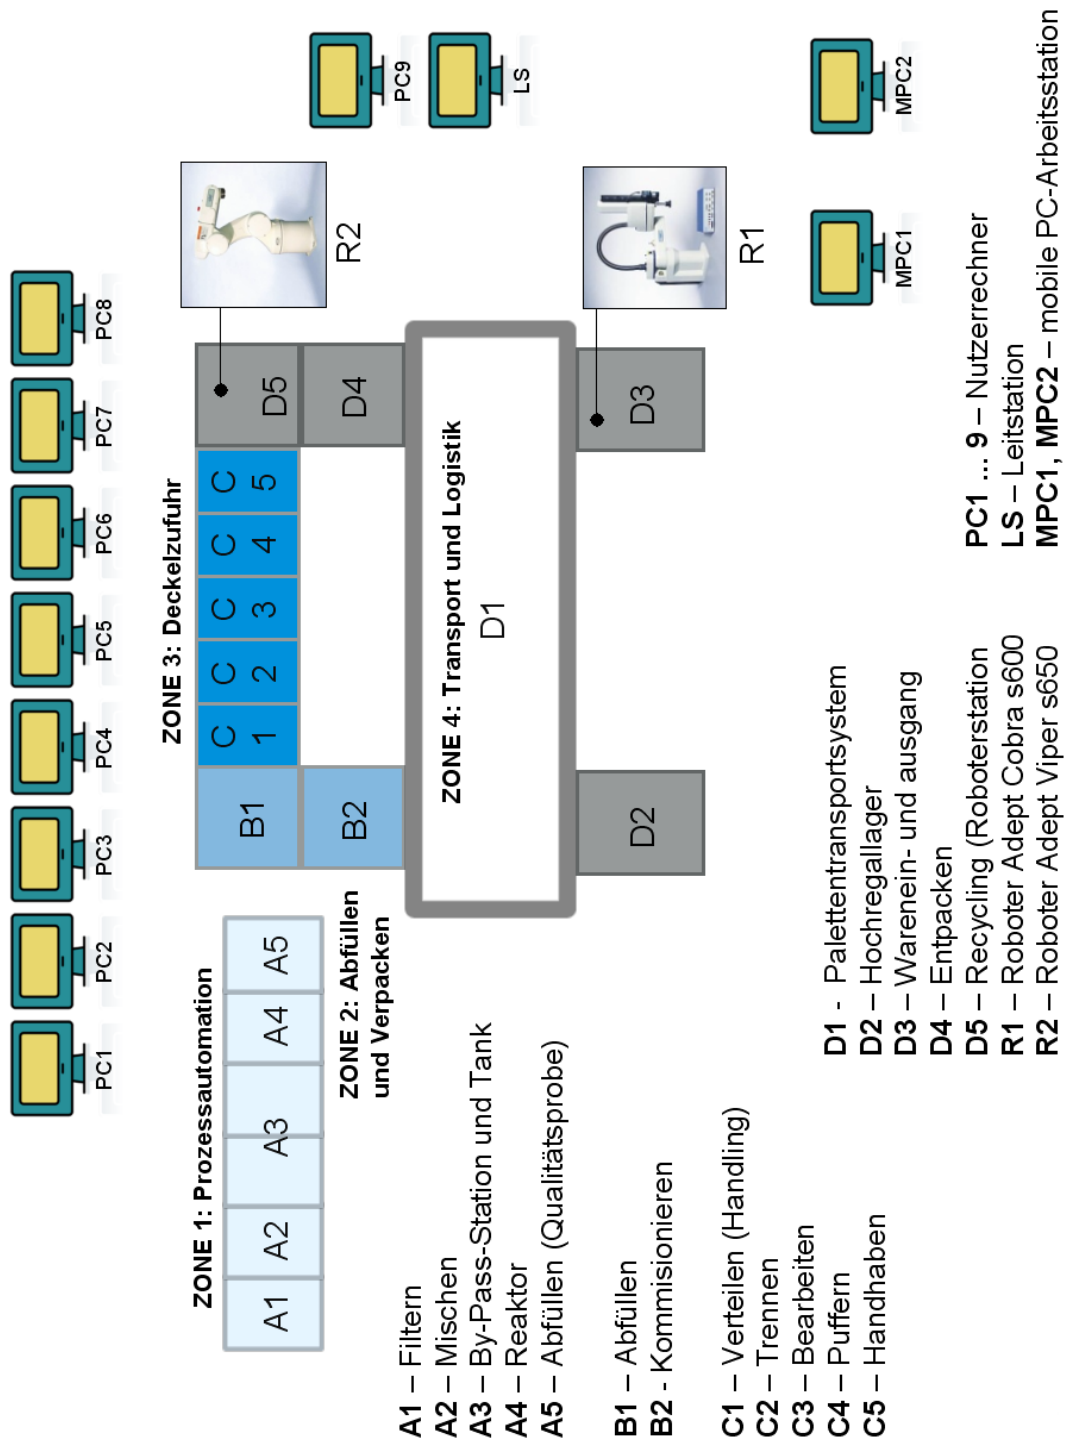 PC1
PC2
PC3
PC4
PC5
PC6
PC7
PC8
PC9
LS
ZONE 1: Prozessautomation
A1
A2
A3
A4
A5
ZONE 2: Abfüllen
und Verpacken
ZONE 3: Deckelzufuhr
B1
C
1
C
2
C
3
C
4
C
5
D5
R2
B2
D4
ZONE 4: Transport und Logistik
D1
D2
D3
R1
MPC1
MPC2
A1 – Filtern
A2 – Mischen
A3 – By-Pass-Station und Tank
A4 – Reaktor
A5 – Abfüllen (Qualitätsprobe)
B1 – Abfüllen
B2 - Kommisionieren
C1 – Verteilen (Handling)
C2 – Trennen
C3 – Bearbeiten
C4 – Puffern
C5 – Handhaben
D1 - Palettentransportsystem
D2 – Hochregallager
D3 – Warenein- und ausgang
D4 – Entpacken
D5 – Recycling (Roboterstation)
R1 – Roboter Adept Cobra s600
R2 – Roboter Adept Viper s650
PC1 ... 9 – Nutzerrechner
LS – Leitstation
MPC1, MPC2 – mobile PC-Arbeitsstation